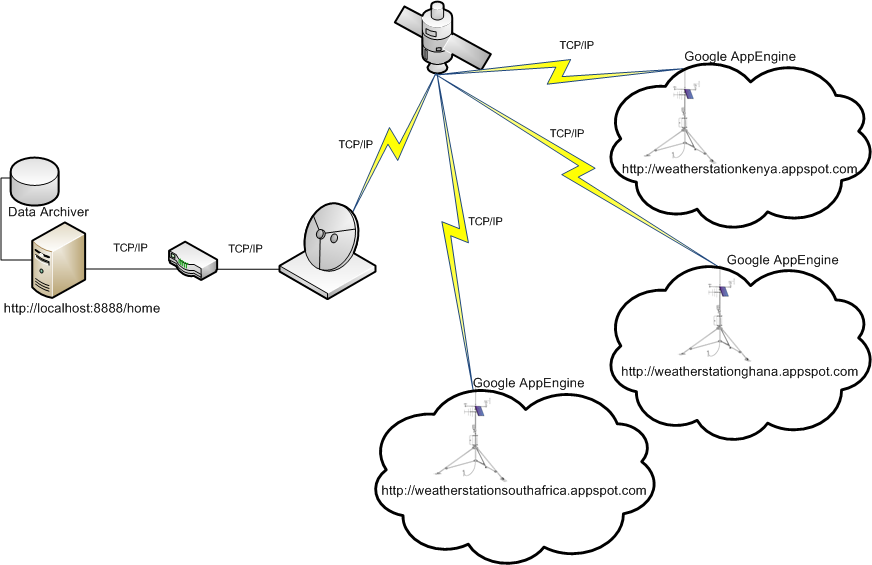 TCP/IP
Google AppEngine
http://weatherstationkenya.appspot.com
TCP/IP
TCP/IP
Data Archiver
TCP/IP
TCP/IP
TCP/IP
http://localhost:8888/home
Google AppEngine
http://weatherstationghana.appspot.com
Google AppEngine
http://weatherstationsouthafrica.appspot.com